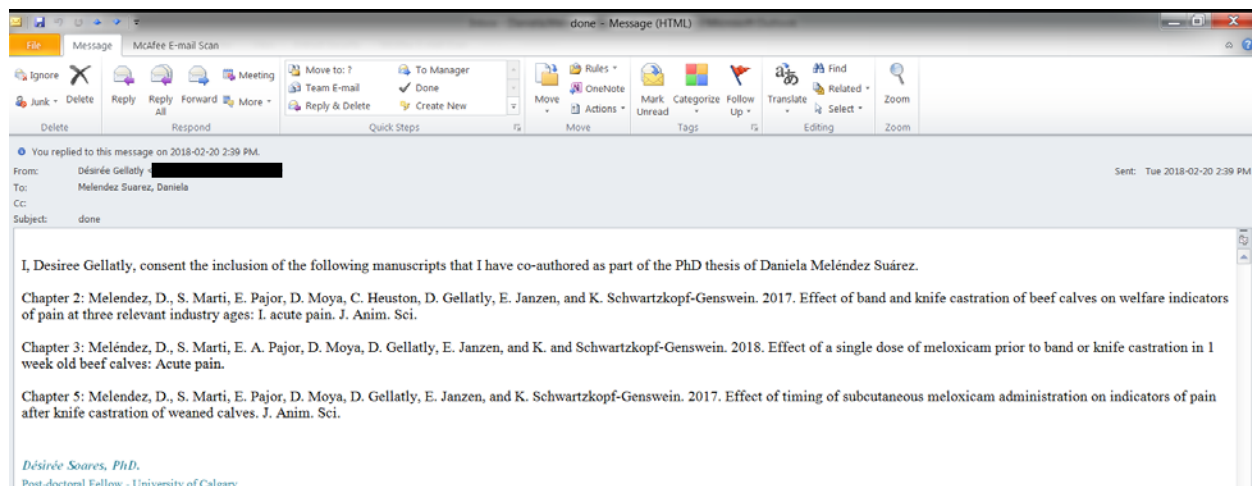 done - Message (HTML)
File Message McAfee E-mail Scan
Ignore
Junk
Delete
Reply
Reply All
Forward
Meeting
More
Move to: ?
Team E-mail
Reply & Delete
To Manager
Done
Create New
Move
Rules
OneNote
Actions
Mark Unread
Categorize
Follow Up
Translate
Find
Related
Select
Zoom
Delete Respond Quick Steps Move Tags Editing Zoom
You replied to this message on 2018-02-20 2:39 PM.
From: Désirée Gellatly < Sent: Tue 2018-02-20 2:39 PM
To: Melendez Suarez, Daniela
Cc:
Subject: done
I, Desiree Gellatly, consent the inclusion of the following manuscripts that I have co-authored as part of the PhD thesis of Daniela Meléndez Suárez.
Chapter 2: Melendez, D., S. Marti, E. Pajor, D. Moya, C. Heuston, D. Gellatly, E. Janzen, and K. Schwartzkopf-Genswein. 2017. Effect of band and knife castration of beef calves on welfare indicators
of pain at three relevant industry ages: I. acute pain. J. Anim. Sci.
Chapter 3: Meléndez, D., S. Marti, E. A. Pajor, D. Moya, D. Gellatly, E. Janzen, and K. and Schwartzkopf-Genswein. 2018. Effect of a single dose of meloxicam prior to band or knife castration in 1
week old beef calves: Acute pain.
Chapter 5: Melendez, D., S. Marti, E. Pajor, D. Moya, D. Gellatly, E. Janzen, and K. Schwartzkopf-Genswein. 2017. Effect of timing of subcutaneous meloxicam administration on indicators of pain
after knife castration of weaned calves. J. Anim. Sci.
Désirée Soares, PhD.
Post-doctoral Fellow - University of Calgary